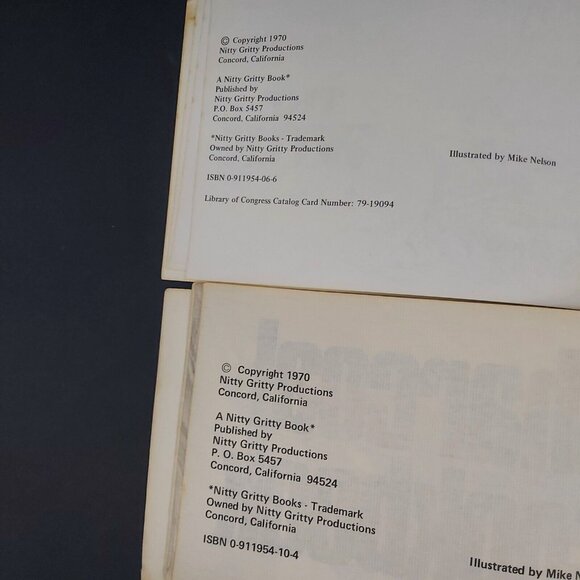 © Copyright 1970
Nitty Gritty Productions
Concord, California
A Nitty Gritty Book*
Published by
Nitty Gritty Productions
P.O. Box 5457
Concord, California 94524
*Nitty Gritty Books - Trademark
Owned by Nitty Gritty Productions
Concord, California
Illustrated by Mike Nelson
ISBN 0-911954-06-6
Library of Congress Catalog Card Number: 79-19094
© Copyright 1970
Nitty Gritty Productions
Concord, California
A Nitty Gritty Book*
Published by
Nitty Gritty Productions
P. O. Box 5457
Concord, California 94524
*Nitty Gritty Books - Trademark
Owned by Nitty Gritty Productions
Concord, California
ISBN 0-911954-10-4
Illustrated by Mike